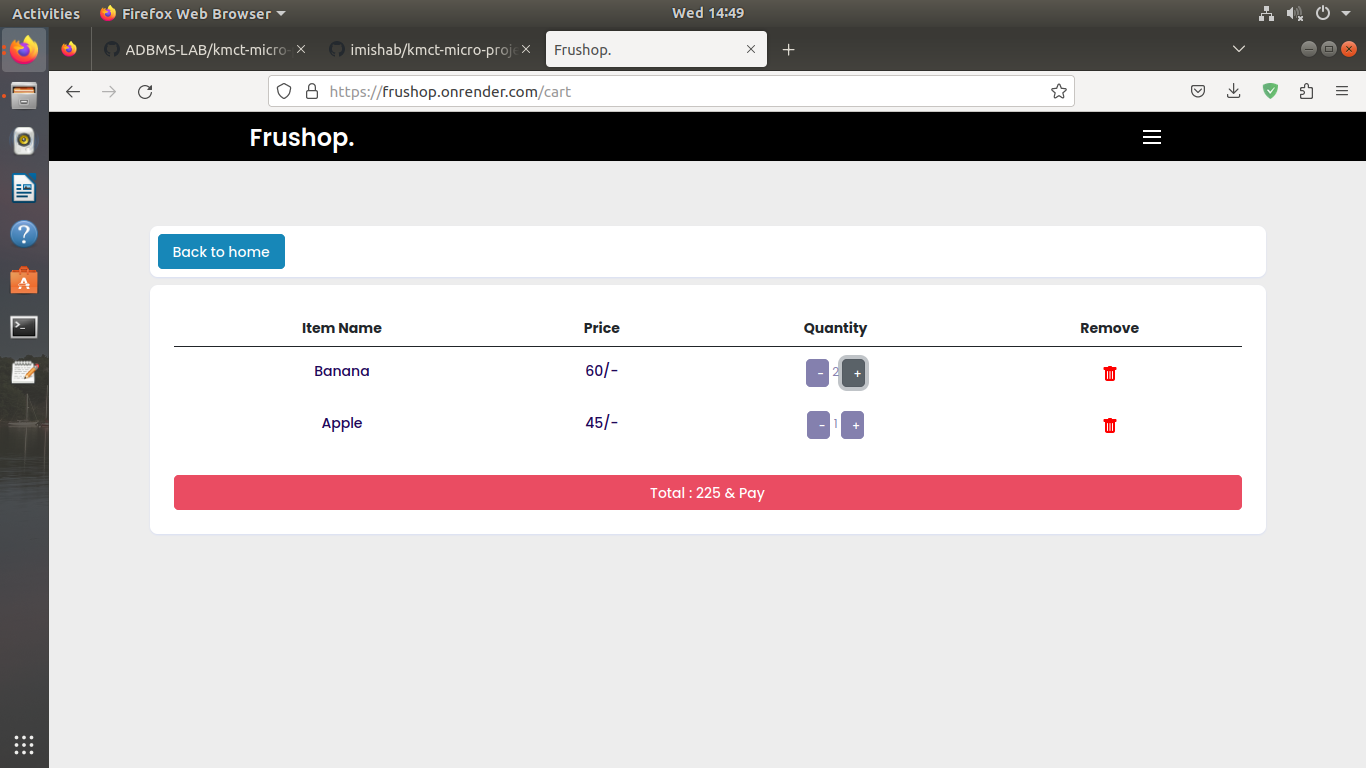 Activities Firefox Web Browser Wed 14:49
ADBMS-LAB/kmct-micro- imishab/kmct-micro-proje Frushop.
https://frushop.onrender.com/cart
Frushop.
Back to home
Item Name Price Quantity Remove
Banana 60/- - 2 +
Apple 45/- - 1 +
Total : 225 & Pay